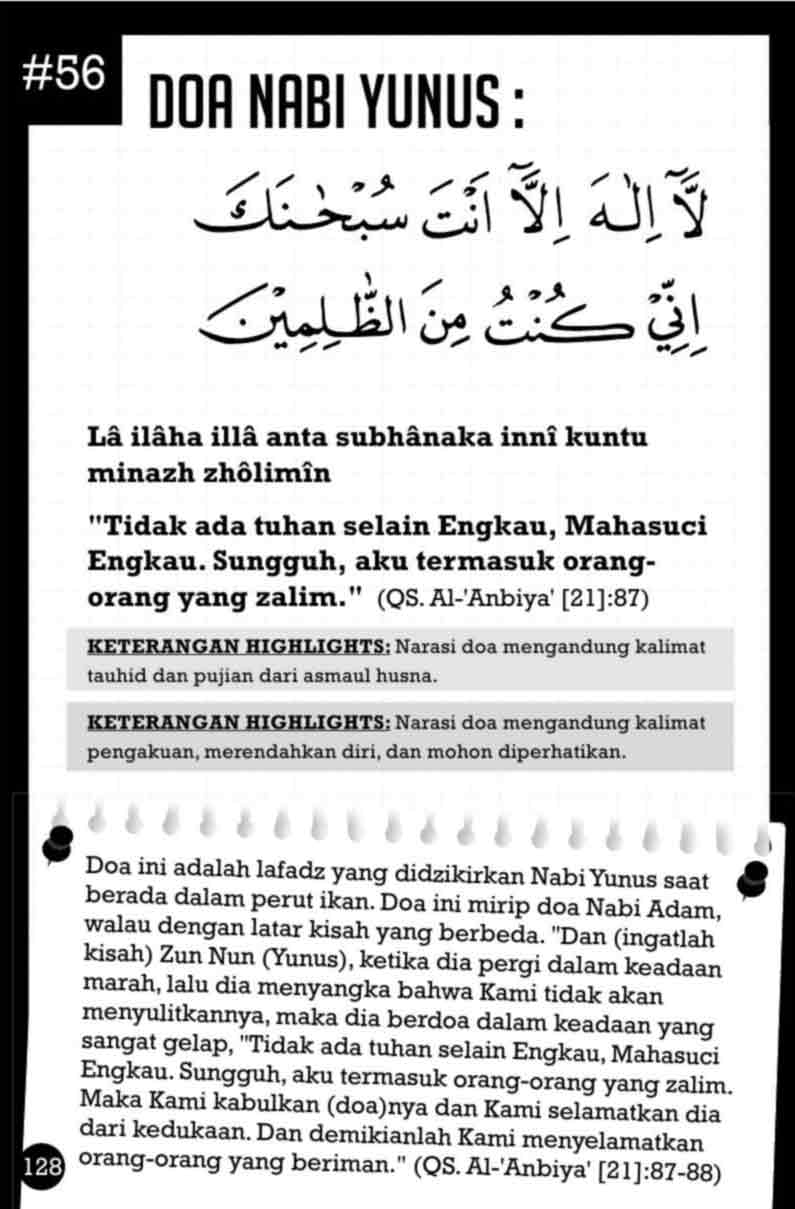 #56
DOA NABI YUNUS :
لَّآ اِلٰهَ اِلَّآ اَنْتَ سُبْحٰنَكَ
اِنِّيْ كُنْتُ مِنَ الظّٰلِمِيْنَ
Lâ ilâha illâ anta subhânaka innî kuntu
minazh zhôlimîn
"Tidak ada tuhan selain Engkau, Mahasuci
Engkau. Sungguh, aku termasuk orang-
orang yang zalim." (QS. Al-'Anbiya' [21]:87)
KETERANGAN HIGHLIGHTS: Narasi doa mengandung kalimat
tauhid dan pujian dari asmaul husna.
KETERANGAN HIGHLIGHTS: Narasi doa mengandung kalimat
pengakuan, merendahkan diri, dan mohon diperhatikan.
Doa ini adalah lafadz yang didzikirkan Nabi Yunus saat
berada dalam perut ikan. Doa ini mirip doa Nabi Adam,
walau dengan latar kisah yang berbeda. "Dan (ingatlah
kisah) Zun Nun (Yunus), ketika dia pergi dalam keadaan
marah, lalu dia menyangka bahwa Kami tidak akan
menyulitkannya, maka dia berdoa dalam keadaan yang
sangat gelap, "Tidak ada tuhan selain Engkau, Mahasuci
Engkau. Sungguh, aku termasuk orang-orang yang zalim.
Maka Kami kabulkan (doa)nya dan Kami selamatkan dia
dari kedukaan. Dan demikianlah Kami menyelamatkan
orang-orang yang beriman." (QS. Al-'Anbiya' [21]:87-88)
128